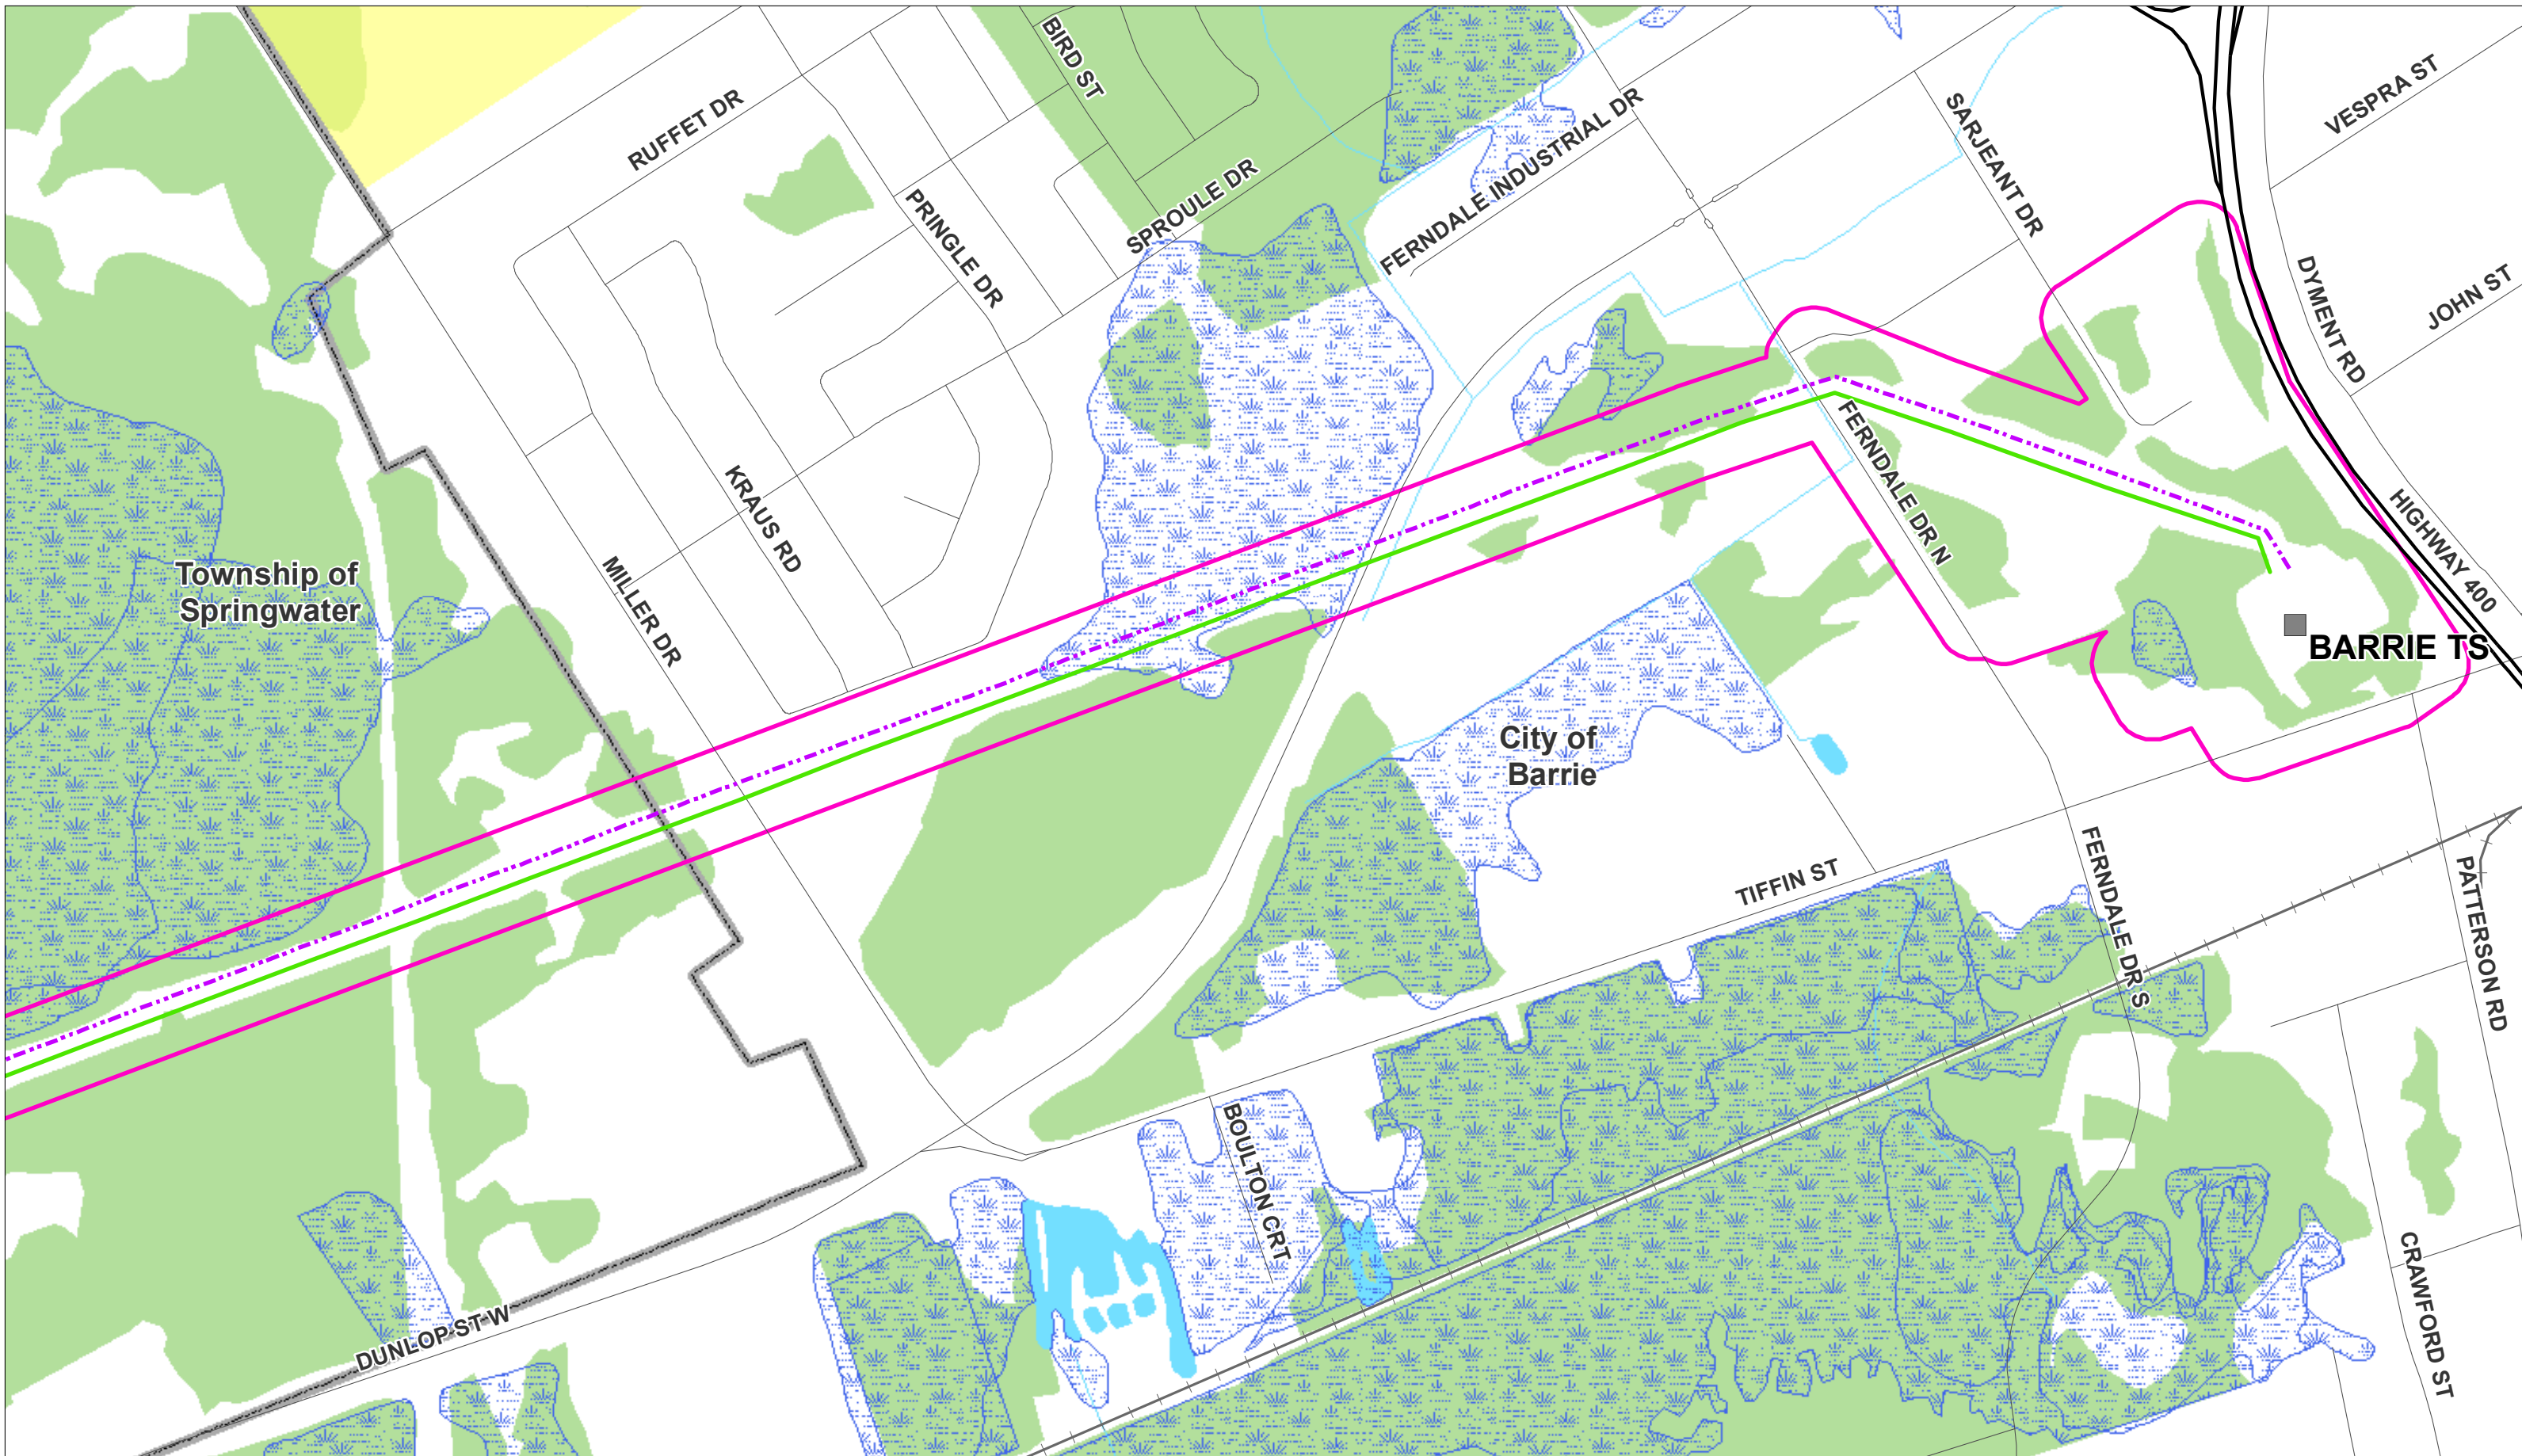 BIRD ST
RUFFET DR
VESPRA ST
SARJEANT DR
FERNDALE INDUSTRIAL DR
SPROULE DR
PRINGLE DR
DYMENT RD
JOHN ST
KRAUS RD
FERNDALE DR N
HIGHWAY 400
Township of
Springwater
MILLER DR
BARRIE TS
City of
Barrie
TIFFIN ST
FERNDALE DR S
PATTERSON RD
BOULTON CRT
CRAWFORD ST
DUNLOP ST W